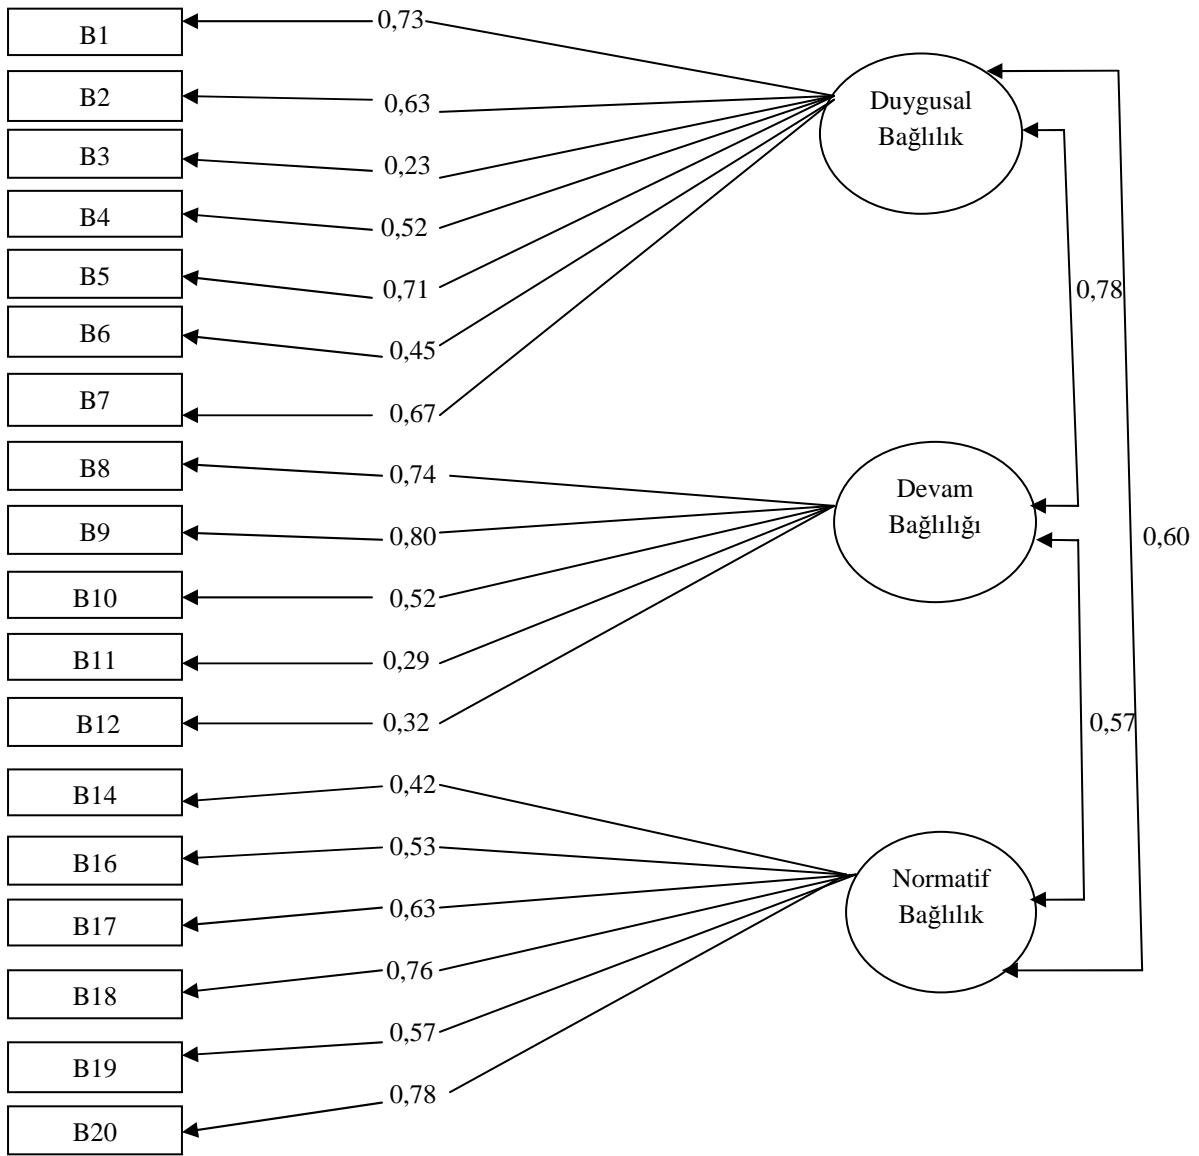 B1
0,73
B2
0,63
B3
0,23
B4
0,52
B5
0,71
B6
0,45
B7
0,67
Duygusal
Bağlılık
0,78
B8
0,74
B9
0,80
B10
0,52
B11
0,29
B12
0,32
Devam
Bağlılığı
0,60
0,57
B14
0,42
B16
0,53
B17
0,63
B18
0,76
B19
0,57
B20
0,78
Normatif
Bağlılık